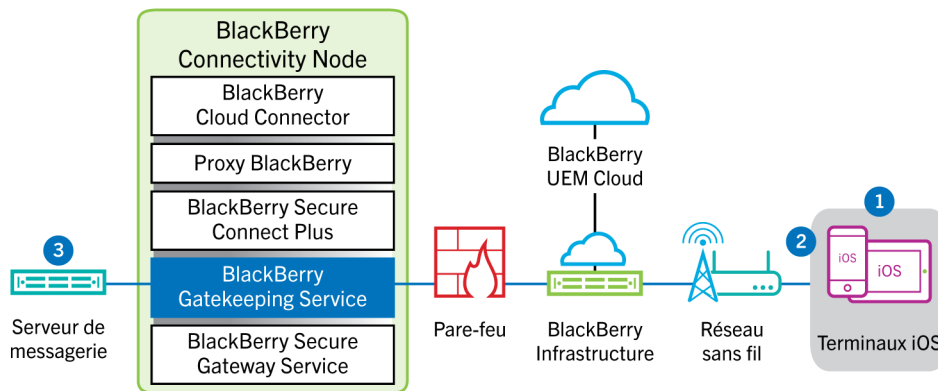 BlackBerry
Connectivity Node
BlackBerry
Cloud Connector
Proxy BlackBerry
BlackBerry Secure
Connect Plus
BlackBerry
Gatekeeping Service
BlackBerry Secure
Gateway Service
3
Serveur de
messagerie
Pare-feu
BlackBerry
UEM Cloud
BlackBerry
Infrastructure
2
Réseau
sans fil
1
iOS
iOS
Terminaux iOS